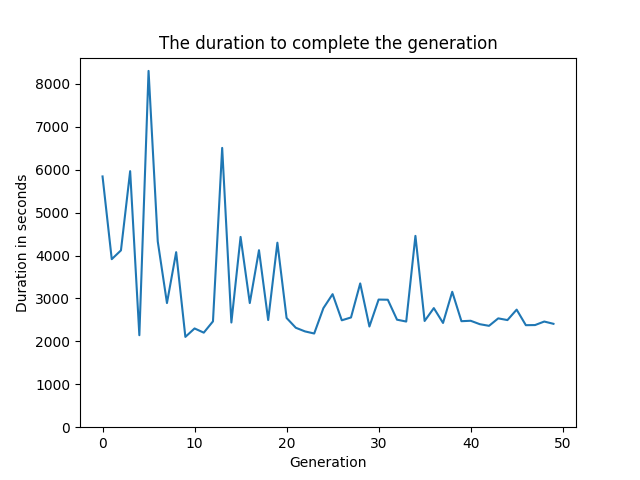 The duration to complete the generation
8000
7000
6000
5000
4000
3000
2000
1000
0
Duration in seconds
0 10 20 30 40 50
Generation